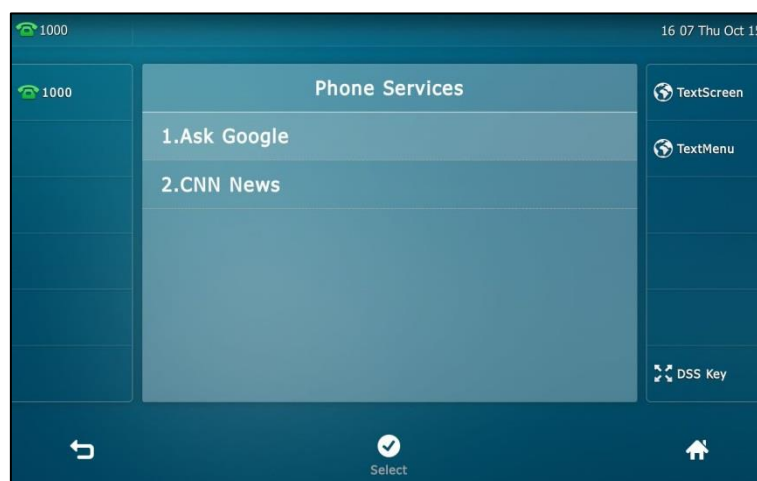 1000
16 07 Thu Oct
1000
Phone Services
1.Ask Google
2.CNN News
TextScreen
TextMenu
DSS Key
Select